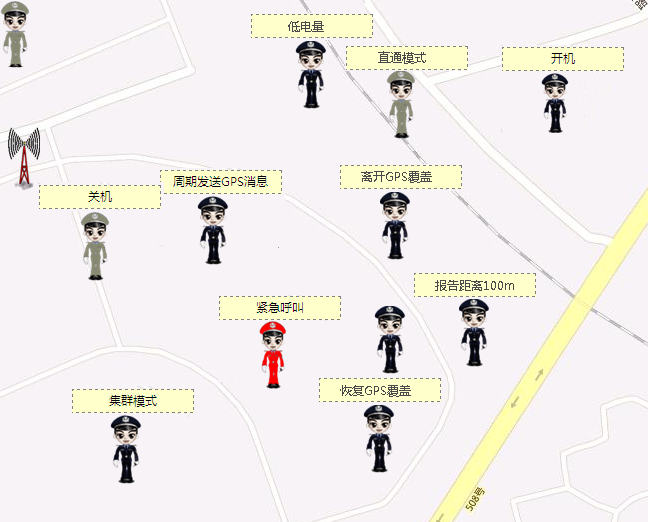 低电量
直通模式
开机
周期发送GPS消息
离开GPS覆盖
关机
报告距离100m
紧急呼叫
恢复GPS覆盖
集群模式
508号